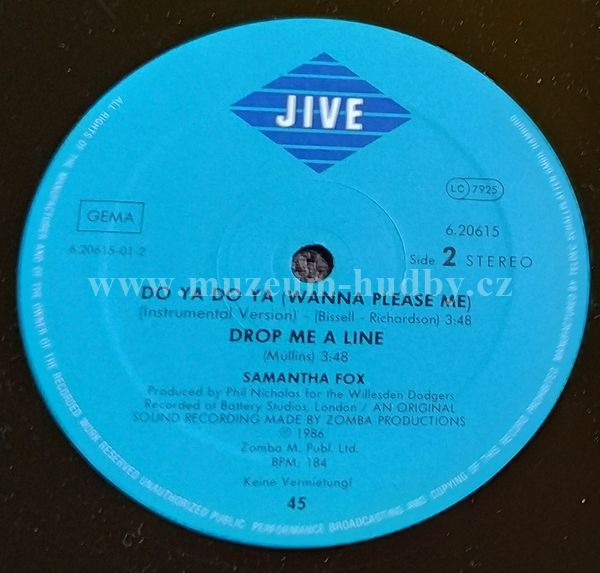 JIVE
ALL RIGHTS OF THE MANUFACTURER AND OF THE OWNER OF THE RECORDED WORK RESERVED UNAUTHORIZED PUBLIC PERFORMANCE BROADCASTING AND COPYING OF THIS RECORD PROHIBITED MANUFACTURED BY TELDEC
LC 7925
GEMA
6.20615
6.20615-01-2
Side 2 STEREO
www.muzeum-hudby.cz
DO YA DO YA (WANNA PLEASE ME)
(Instrumental Version) - (Bissell - Richardson) 3:48
DROP ME A LINE
(Mullins) 3:48
SAMANTHA FOX
Produced by Phil Nicholas for the Willesden Dodgers
Recorded at Battery Studios, London / AN ORIGINAL
SOUND RECORDING MADE BY ZOMBA PRODUCTIONS
℗ 1986
Zomba M. Publ. Ltd.
BPM: 184
Keine Vermietung!
45